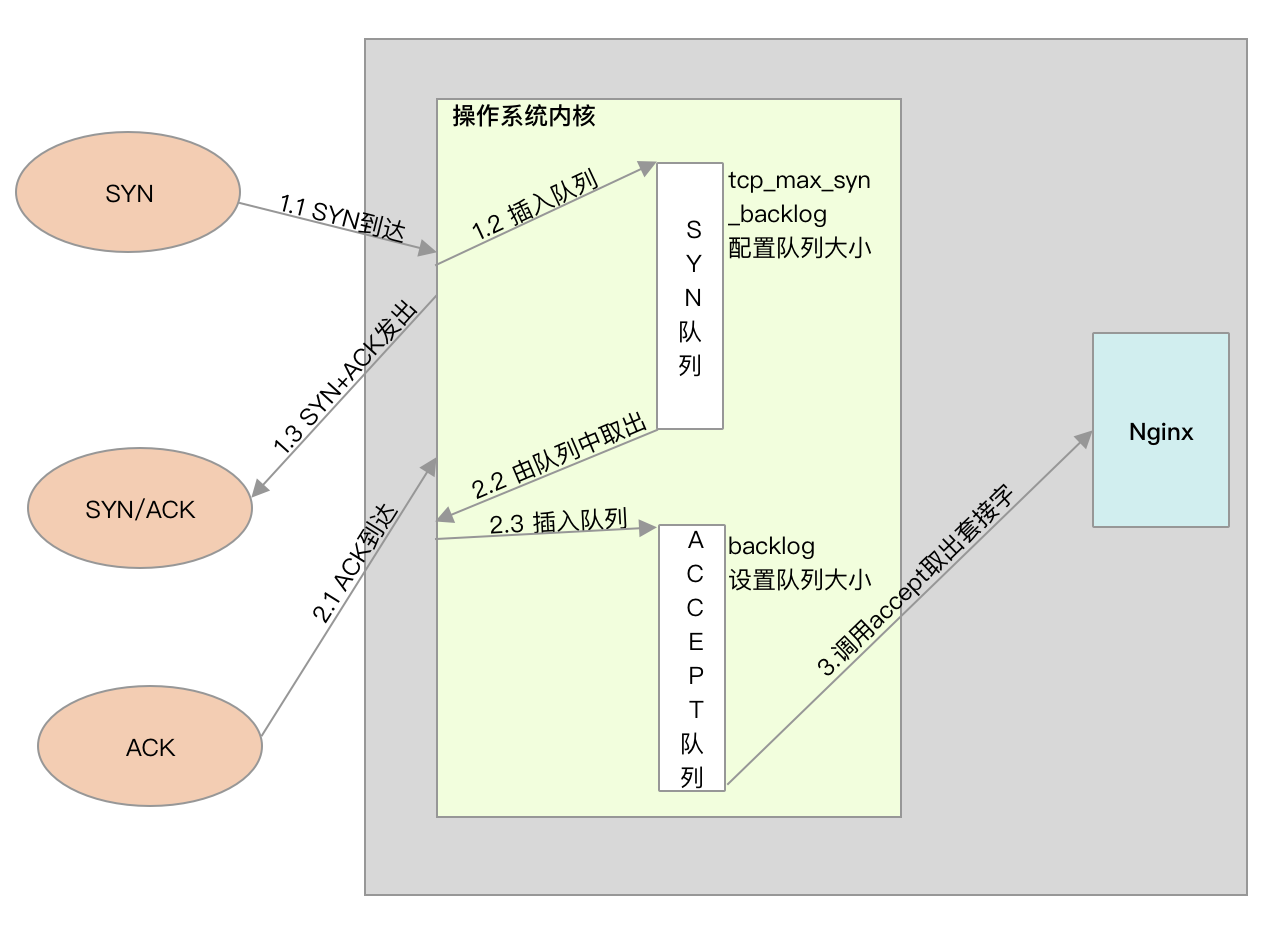 操作系统内核
SYN
1.1 SYN到达
1.2 插入队列
SYN队列
tcp_max_syn
_backlog
配置队列大小
1.3 SYN+ACK发出
SYN/ACK
2.1 ACK到达
2.2 由队列中取出
2.3 插入队列
ACCEPT队列
backlog
设置队列大小
3.调用accept取出套接字
Nginx
ACK